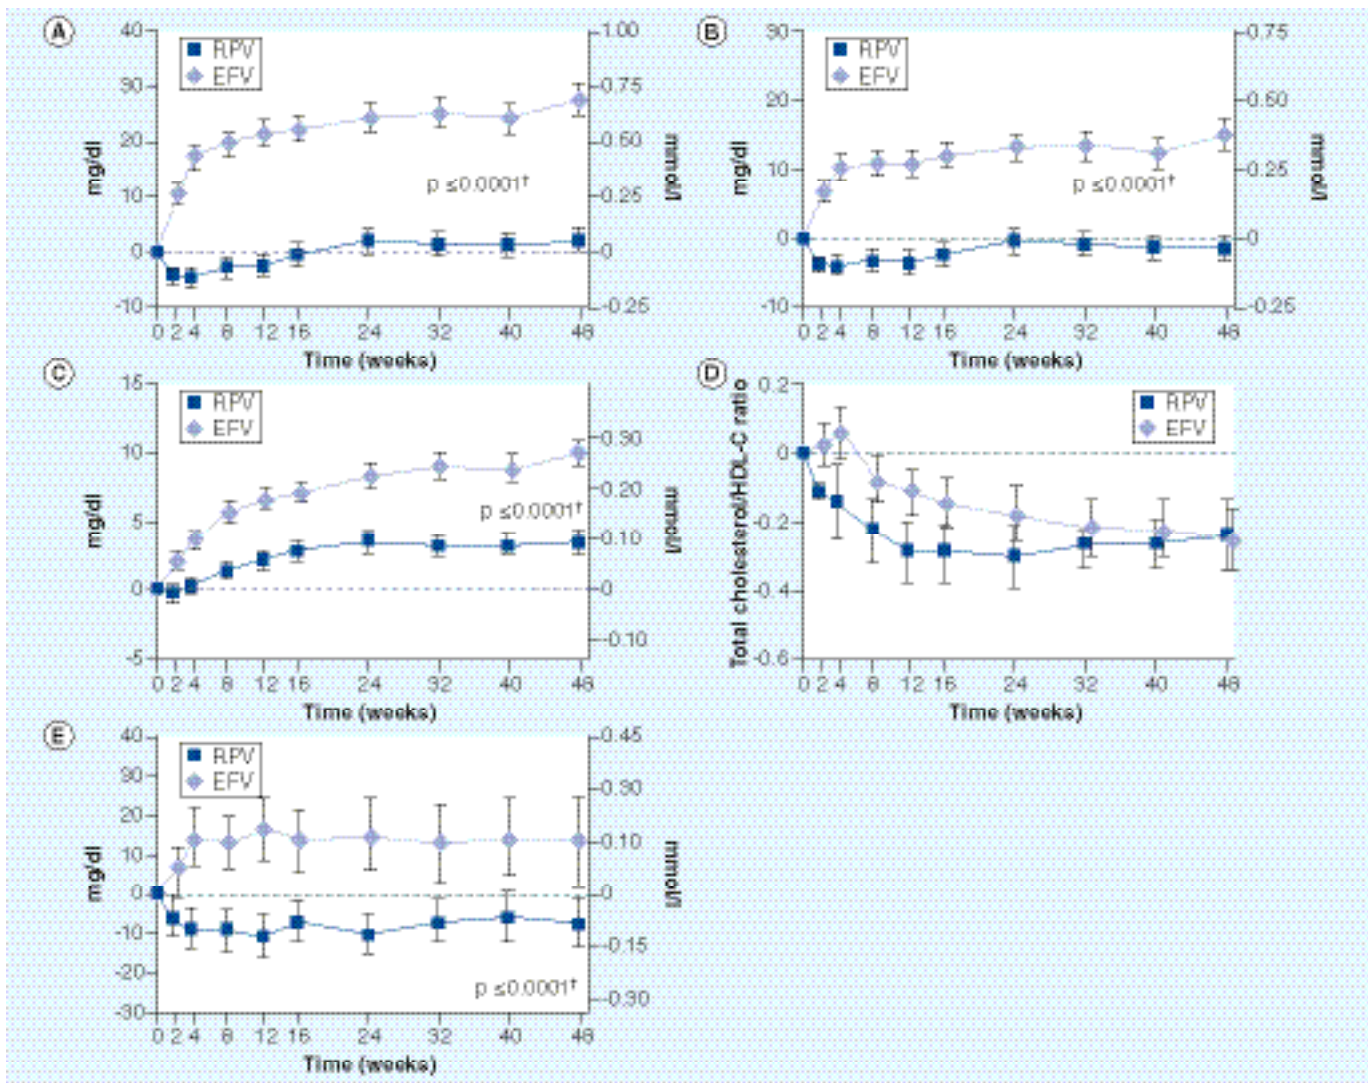 A
40
30
20
10
0
-10
mg/dl
RPV
EFV
p ≤0.0001†
1.00
0.75
0.50
0.25
0
-0.25
mmol/l
0 2 4 8 12 16 24 32 40 48
Time (weeks)
B
30
20
10
0
-10
mg/dl
RPV
EFV
p ≤0.0001†
0.75
0.50
0.25
0
-0.25
mmol/l
0 2 4 8 12 16 24 32 40 48
Time (weeks)
C
15
10
5
0
-5
mg/dl
RPV
EFV
p ≤0.0001†
0.30
0.20
0.10
0
-0.10
mmol/l
0 2 4 8 12 16 24 32 40 48
Time (weeks)
D
0.2
0
-0.2
-0.4
-0.6
Total cholesterol/HDL-C ratio
RPV
EFV
0 2 4 8 12 16 24 32 40 48
Time (weeks)
E
40
30
20
10
0
-10
-20
-30
mg/dl
RPV
EFV
p ≤0.0001†
0.45
0.30
0.10
0
-0.15
-0.30
mmol/l
0 2 4 8 12 16 24 32 40 48
Time (weeks)